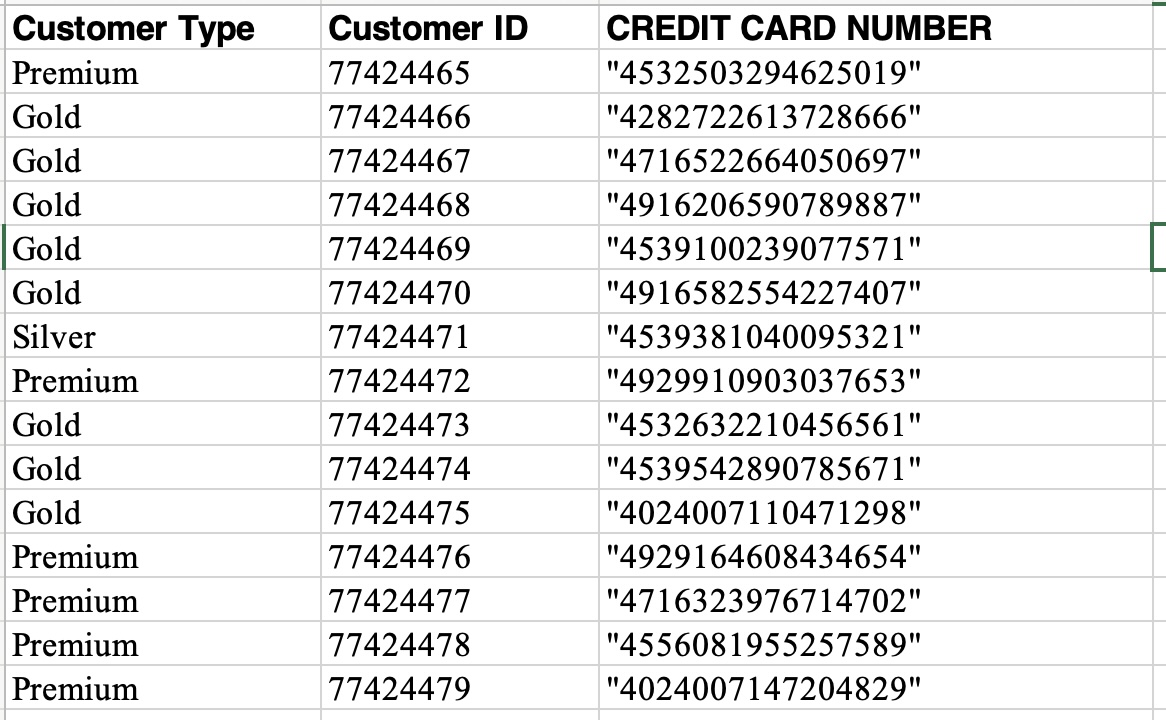 Customer Type Customer ID CREDIT CARD NUMBER
Premium 77424465 "4532503294625019"
Gold 77424466 "4282722613728666"
Gold 77424467 "4716522664050697"
Gold 77424468 "4916206590789887"
Gold 77424469 "4539100239077571"
Gold 77424470 "4916582554227407"
Silver 77424471 "4539381040095321"
Premium 77424472 "4929910903037653"
Gold 77424473 "4532632210456561"
Gold 77424474 "4539542890785671"
Gold 77424475 "4024007110471298"
Premium 77424476 "4929164608434654"
Premium 77424477 "4716323976714702"
Premium 77424478 "4556081955257589"
Premium 77424479 "4024007147204829"